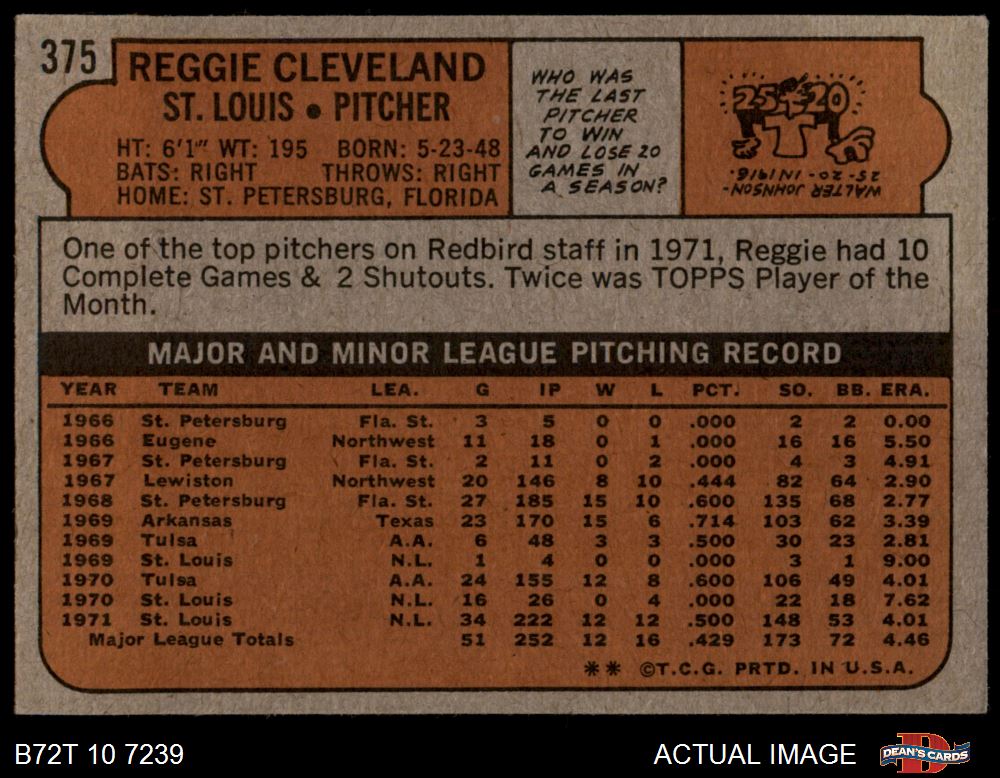 375
REGGIE CLEVELAND
ST. LOUIS • PITCHER
HT: 6'1" WT: 195 BORN: 5-23-48
BATS: RIGHT THROWS: RIGHT
HOME: ST. PETERSBURG, FLORIDA
WHO WAS
THE LAST
PITCHER
TO WIN
AND LOSE 20
GAMES IN
A SEASON?
25-20
WALTER JOHNSON-
25-20-IN 1916.
One of the top pitchers on Redbird staff in 1971, Reggie had 10
Complete Games & 2 Shutouts. Twice was TOPPS Player of the
Month.
MAJOR AND MINOR LEAGUE PITCHING RECORD
YEAR TEAM LEA. G IP W L PCT. SO. BB. ERA.
1966 St. Petersburg Fla. St. 3 5 0 0 .000 2 2 0.00
1966 Eugene Northwest 11 18 0 1 .000 16 16 5.50
1967 St. Petersburg Fla. St. 2 11 0 2 .000 4 3 4.91
1967 Lewiston Northwest 20 146 8 10 .444 82 64 2.90
1968 St. Petersburg Fla. St. 27 185 15 10 .600 135 68 2.77
1969 Arkansas Texas 23 170 15 6 .714 103 62 3.39
1969 Tulsa A.A. 6 48 3 3 .500 30 23 2.81
1969 St. Louis N.L. 1 4 0 0 .000 3 1 9.00
1970 Tulsa A.A. 24 155 12 8 .600 106 49 4.01
1970 St. Louis N.L. 16 26 0 4 .000 22 18 7.62
1971 St. Louis N.L. 34 222 12 12 .500 148 53 4.01
Major League Totals 51 252 12 16 .429 173 72 4.46
** ©T.C.G. PRTD. IN U.S.A.
B72T 10 7239
ACTUAL IMAGE
DEAN'S CARDS